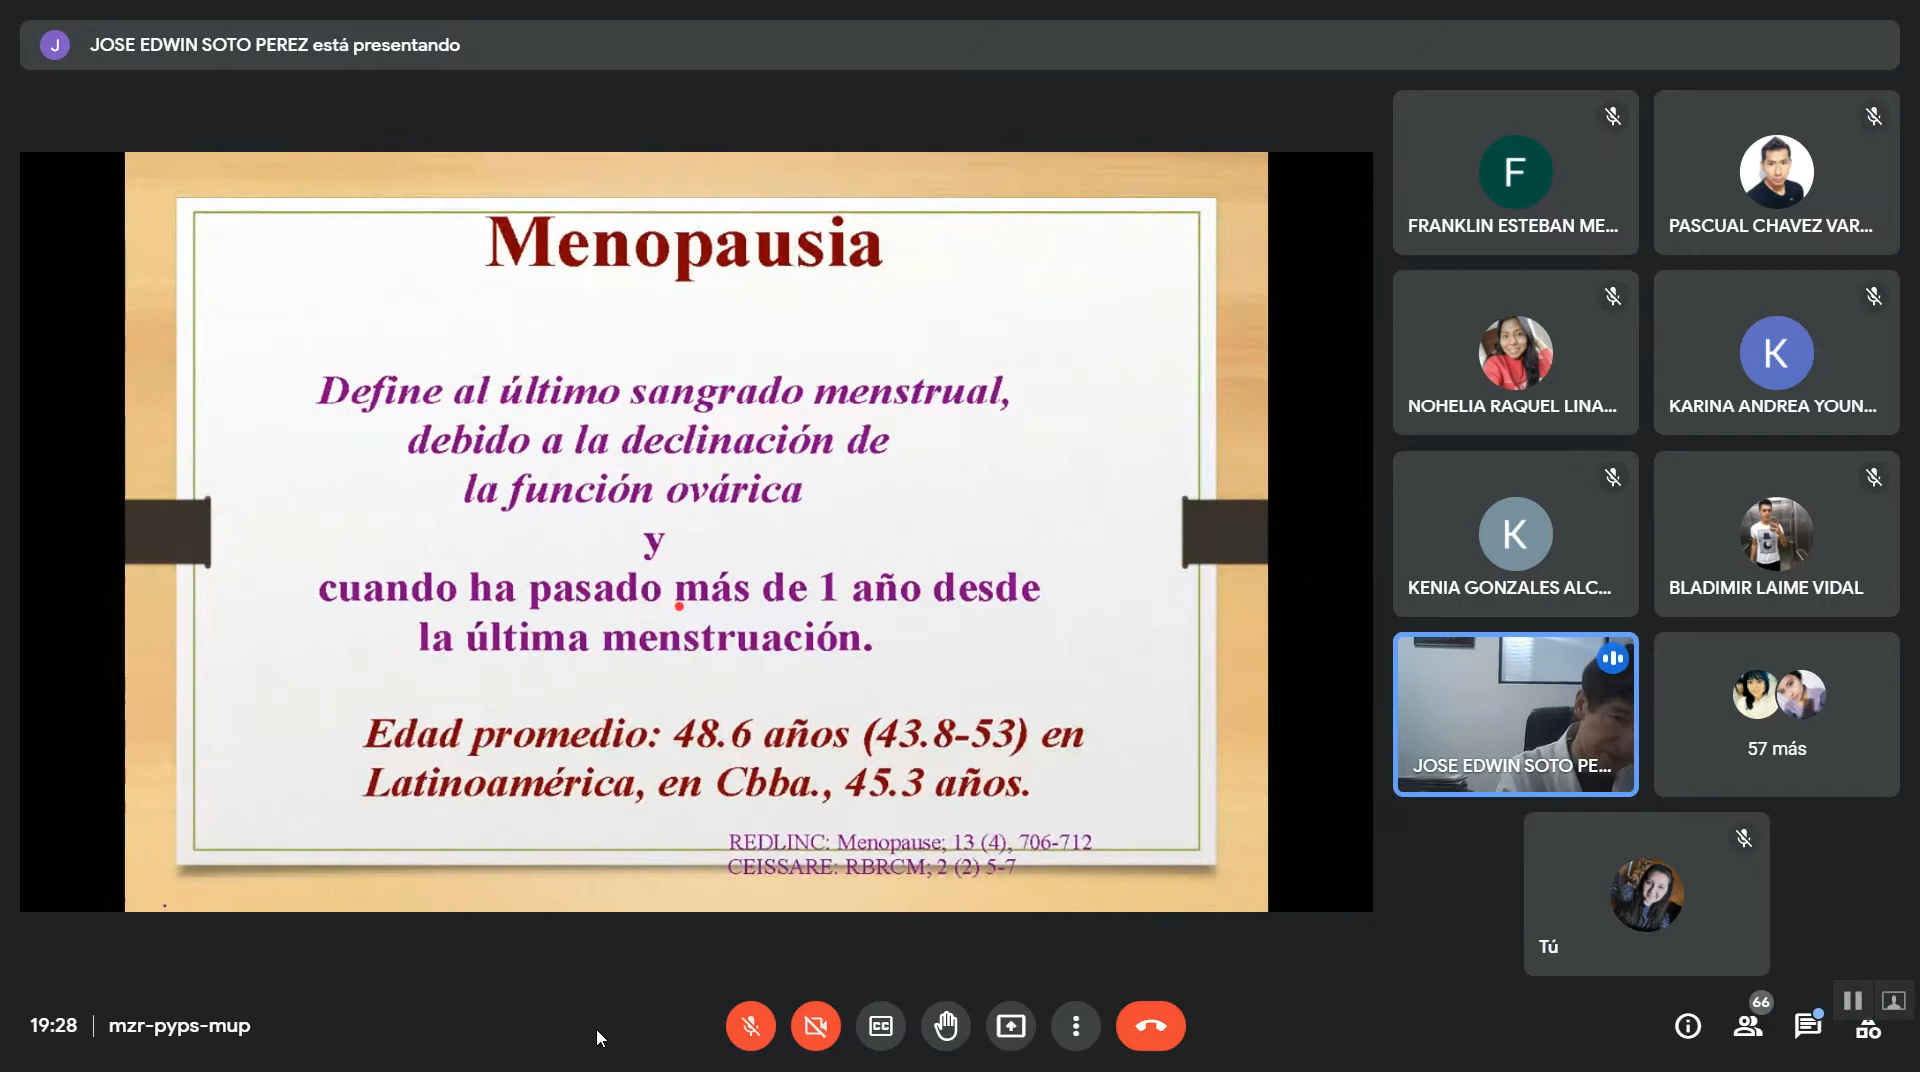 J
JOSE EDWIN SOTO PEREZ está presentando
Menopausia
Define al último sangrado menstrual,
debido a la declinación de
la función ovárica
y
cuando ha pasado más de 1 año desde
la última menstruación.
Edad promedio: 48.6 años (43.8-53) en
Latinoamérica, en Cbba., 45.3 años.
REDLINC: Menopause; 13 (4), 706-712
CEISSARE: RBRCM; 2 (2) 5-7
F
FRANKLIN ESTEBAN ME...
PASCUAL CHAVEZ VAR...
NOHELIA RAQUEL LINA...
K
KARINA ANDREA YOUN...
K
KENIA GONZALES ALC...
BLADIMIR LAIME VIDAL
JOSE EDWIN SOTO PE...
57 más
Tú
19:28 | mzr-pyps-mup
CC
66